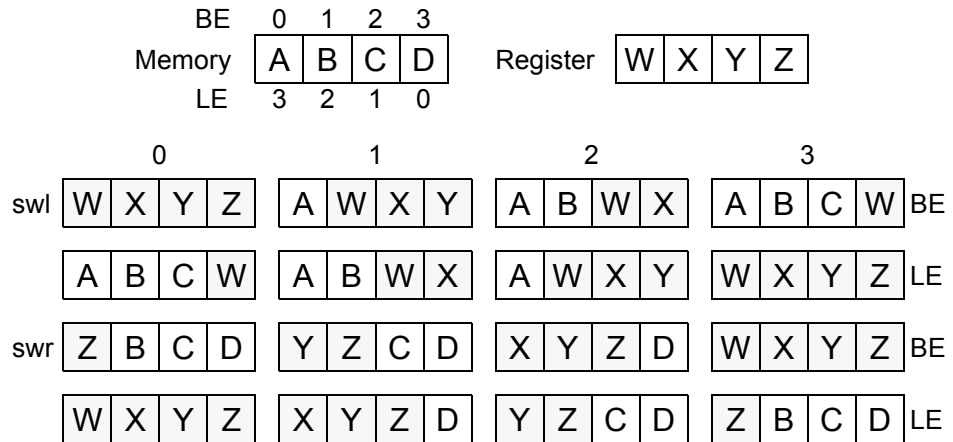 BE 0 1 2 3
Memory A B C D Register W X Y Z
LE 3 2 1 0
0 1 2 3
swl W X Y Z A W X Y A B W X A B C W BE
A B C W A B W X A W X Y W X Y Z LE
swr Z B C D Y Z C D X Y Z D W X Y Z BE
W X Y Z X Y Z D Y Z C D Z B C D LE